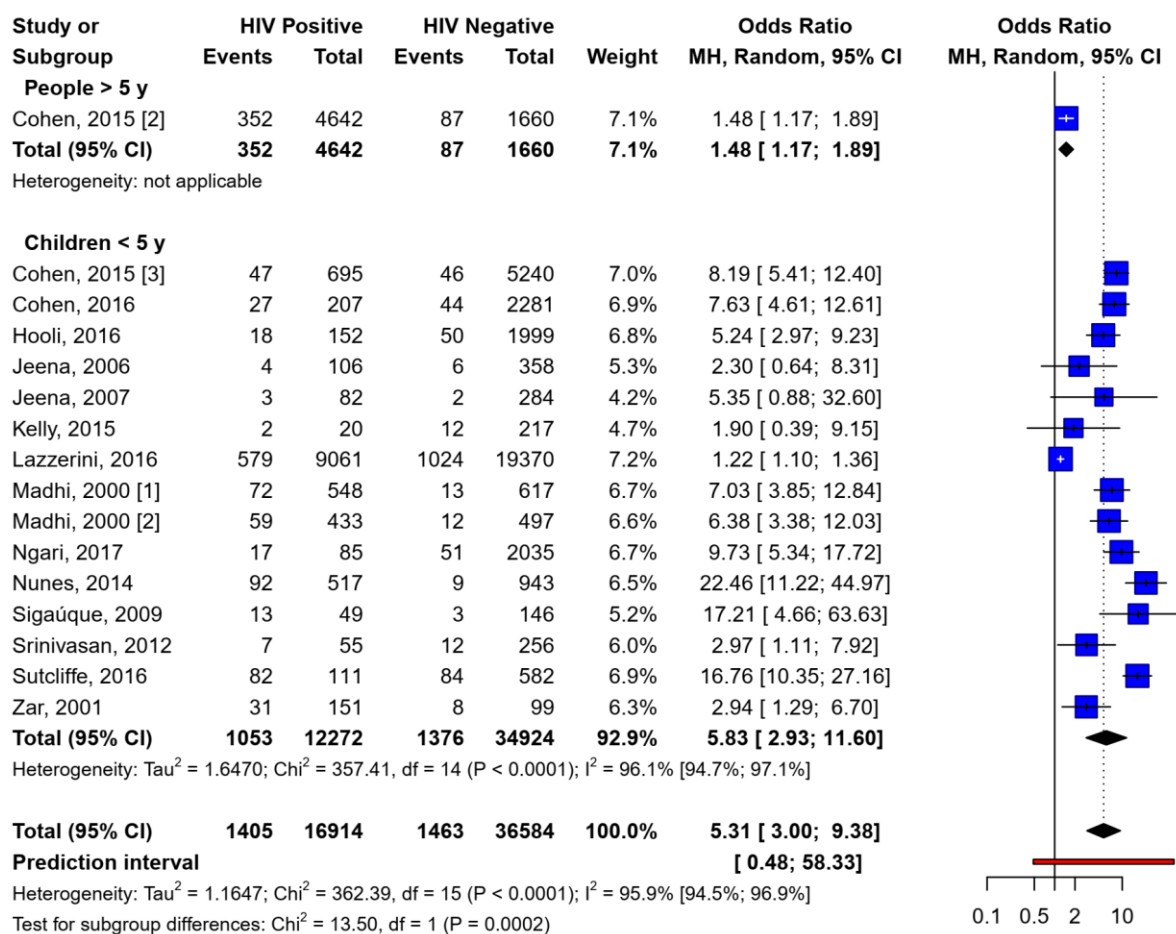 Study or HIV Positive HIV Negative Odds Ratio Odds Ratio
Subgroup Events Total Events Total Weight MH, Random, 95% CI MH, Random, 95% CI
People > 5 y
Cohen, 2015 [2] 352 4642 87 1660 7.1% 1.48 [ 1.17; 1.89]
Total (95% CI) 352 4642 87 1660 7.1% 1.48 [ 1.17; 1.89]
Heterogeneity: not applicable
Children < 5 y
Cohen, 2015 [3] 47 695 46 5240 7.0% 8.19 [ 5.41; 12.40]
Cohen, 2016 27 207 44 2281 6.9% 7.63 [ 4.61; 12.61]
Hooli, 2016 18 152 50 1999 6.8% 5.24 [ 2.97; 9.23]
Jeena, 2006 4 106 6 358 5.3% 2.30 [ 0.64; 8.31]
Jeena, 2007 3 82 2 284 4.2% 5.35 [ 0.88; 32.60]
Kelly, 2015 2 20 12 217 4.7% 1.90 [ 0.39; 9.15]
Lazzerini, 2016 579 9061 1024 19370 7.2% 1.22 [ 1.10; 1.36]
Madhi, 2000 [1] 72 548 13 617 6.7% 7.03 [ 3.85; 12.84]
Madhi, 2000 [2] 59 433 12 497 6.6% 6.38 [ 3.38; 12.03]
Ngari, 2017 17 85 51 2035 6.7% 9.73 [ 5.34; 17.72]
Nunes, 2014 92 517 9 943 6.5% 22.46 [11.22; 44.97]
Sigaúque, 2009 13 49 3 146 5.2% 17.21 [ 4.66; 63.63]
Srinivasan, 2012 7 55 12 256 6.0% 2.97 [ 1.11; 7.92]
Sutcliffe, 2016 82 111 84 582 6.9% 16.76 [10.35; 27.16]
Zar, 2001 31 151 8 99 6.3% 2.94 [ 1.29; 6.70]
Total (95% CI) 1053 12272 1376 34924 92.9% 5.83 [ 2.93; 11.60]
Heterogeneity: Tau² = 1.6470; Chi² = 357.41, df = 14 (P < 0.0001); I² = 96.1% [94.7%; 97.1%]
Total (95% CI) 1405 16914 1463 36584 100.0% 5.31 [ 3.00; 9.38]
Prediction interval [ 0.48; 58.33]
Heterogeneity: Tau² = 1.1647; Chi² = 362.39, df = 15 (P < 0.0001); I² = 95.9% [94.5%; 96.9%]
Test for subgroup differences: Chi² = 13.50, df = 1 (P = 0.0002)
0.1 0.5 2 10